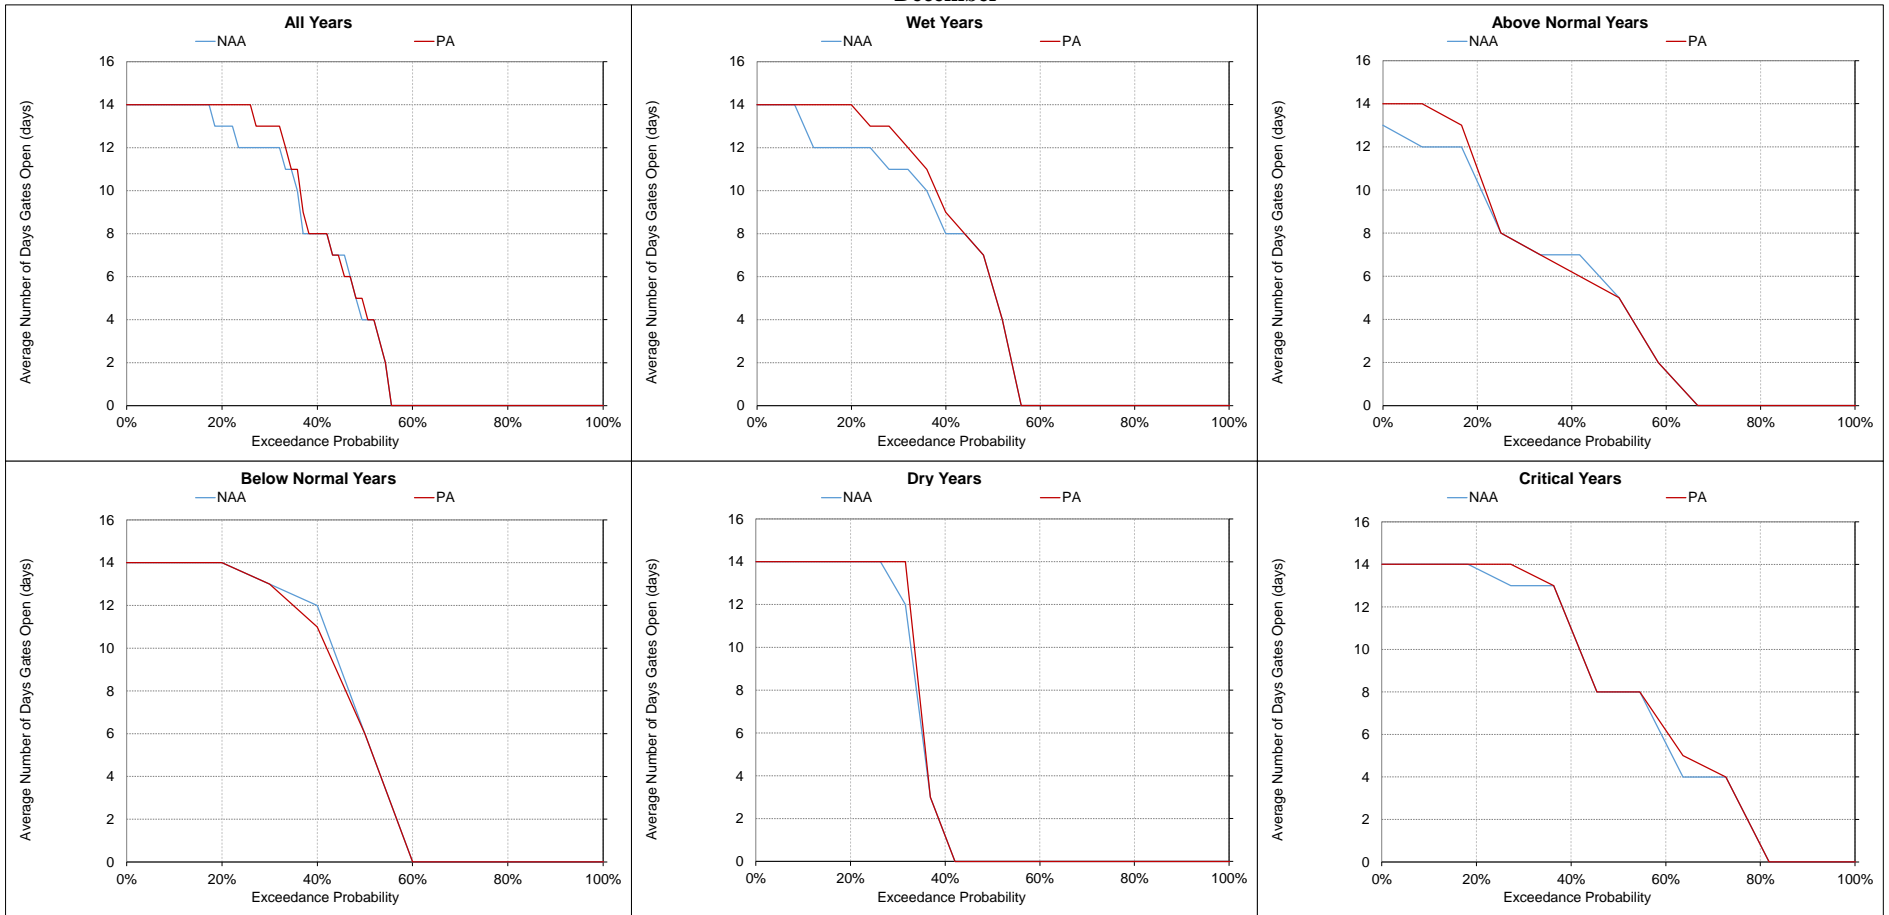 December
All Years
NAA PA
16
14
12
10
8
6
4
2
0
0% 20% 40% 60% 80% 100%
Exceedance Probability
Average Number of Days Gates Open (days)
Wet Years
NAA PA
16
14
12
10
8
6
4
2
0
0% 20% 40% 60% 80% 100%
Exceedance Probability
Average Number of Days Gates Open (days)
Above Normal Years
NAA PA
16
14
12
10
8
6
4
2
0
0% 20% 40% 60% 80% 100%
Exceedance Probability
Average Number of Days Gates Open (days)
Below Normal Years
NAA PA
16
14
12
10
8
6
4
2
0
0% 20% 40% 60% 80% 100%
Exceedance Probability
Average Number of Days Gates Open (days)
Dry Years
NAA PA
16
14
12
10
8
6
4
2
0
0% 20% 40% 60% 80% 100%
Exceedance Probability
Average Number of Days Gates Open (days)
Critical Years
NAA PA
16
14
12
10
8
6
4
2
0
0% 20% 40% 60% 80% 100%
Exceedance Probability
Average Number of Days Gates Open (days)